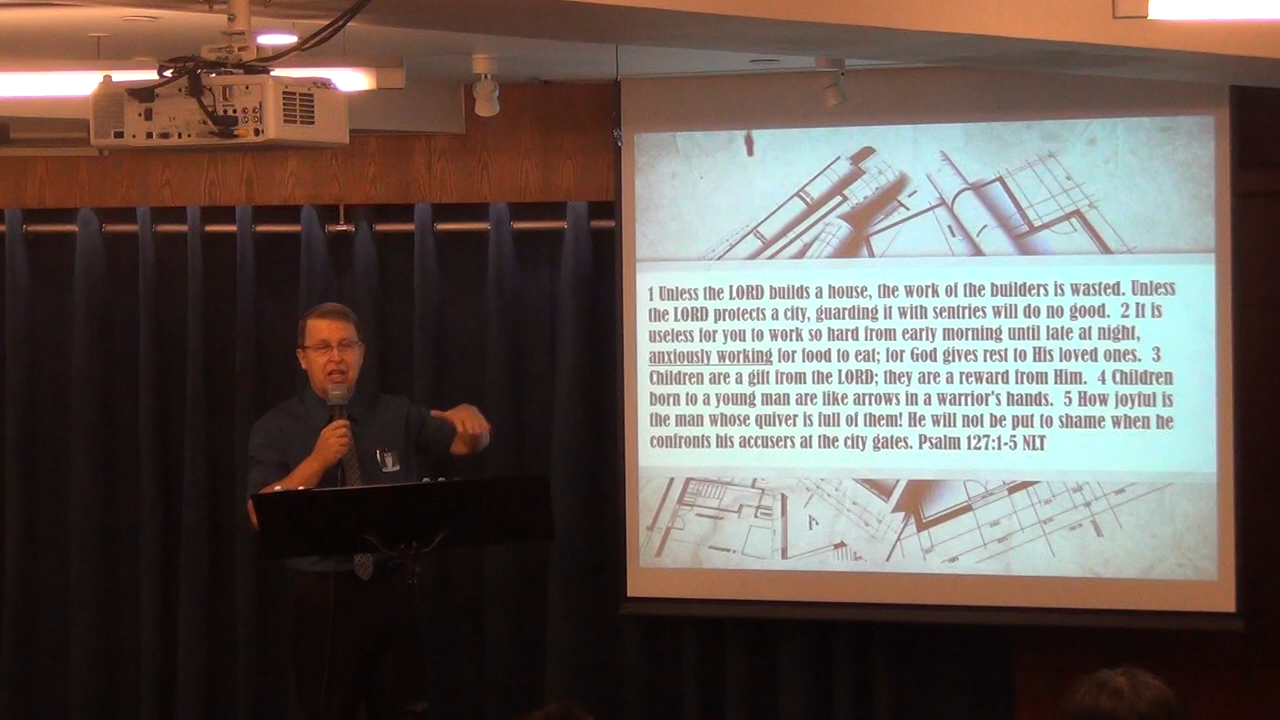 1 Unless the LORD builds a house, the work of the builders is wasted. Unless
the LORD protects a city, guarding it with sentries will do no good.  2 It is
useless for you to work so hard from early morning until late at night,
anxiously working for food to eat; for God gives rest to His loved ones.  3
Children are a gift from the LORD; they are a reward from Him.  4 Children
born to a young man are like arrows in a warrior's hands.  5 How joyful is
the man whose quiver is full of them! He will not be put to shame when he
confronts his accusers at the city gates. Psalm 127:1-5 NLT